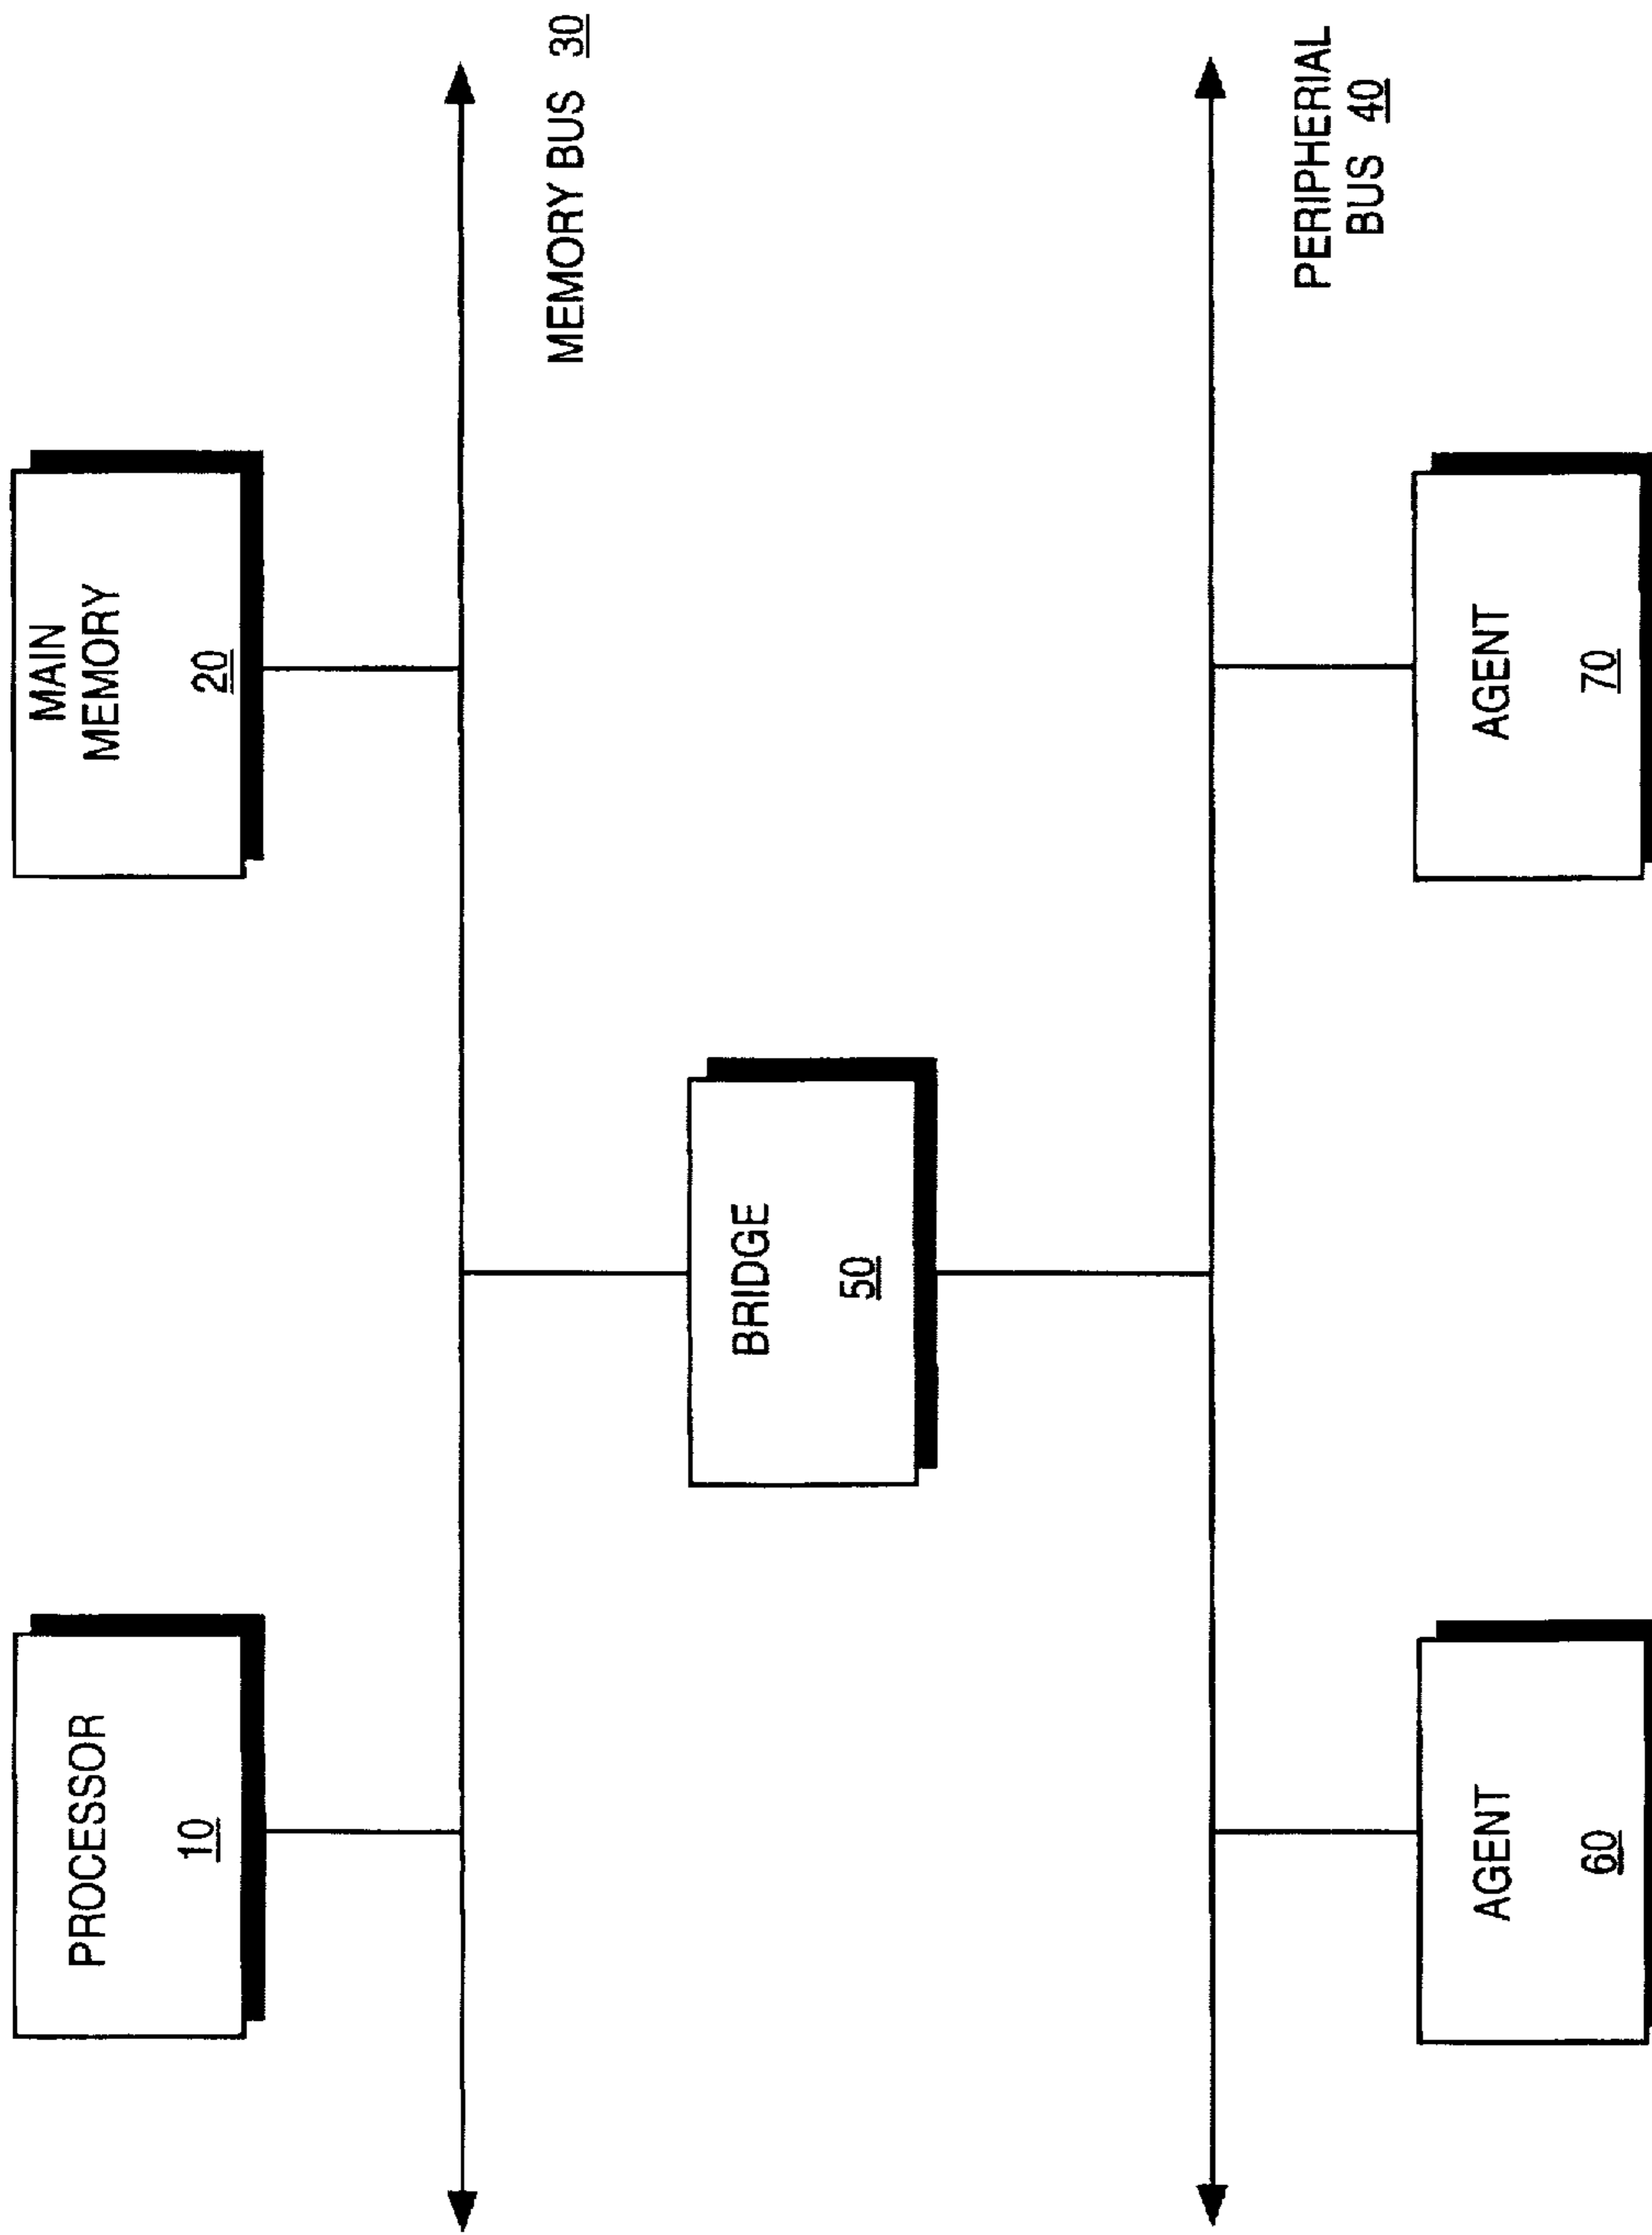 PROCESSOR
10
MAIN
MEMORY
20
MEMORY BUS 30
BRIDGE
50
PERIPHERIAL
BUS 40
AGENT
60
AGENT
70